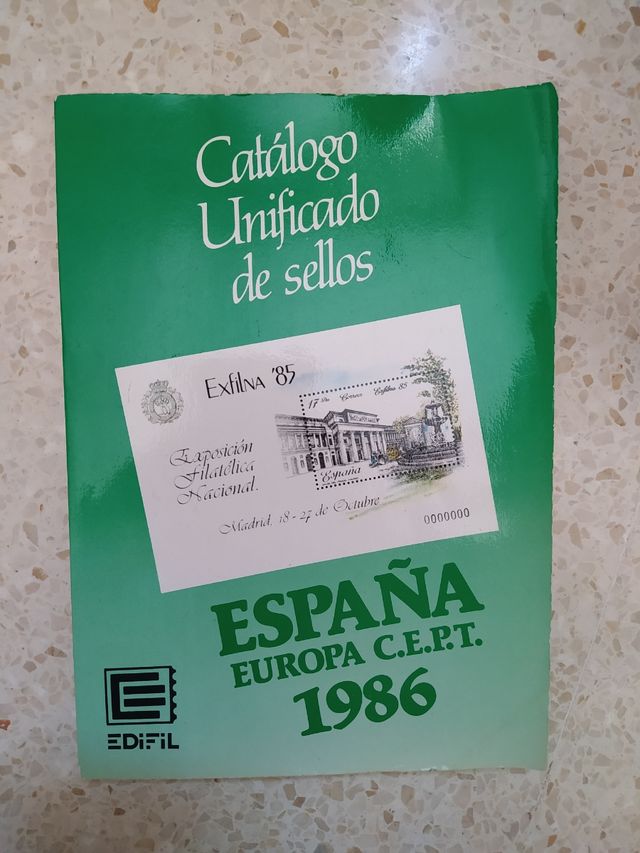 Catálogo
Unificado
de sellos
Exfilna '85
17 Pta Correos Exfilna 85
Exposición
Filatélica
Nacional.
España
Madrid, 18 - 27 de Octubre
0000000
ESPAÑA
EUROPA C.E.P.T.
1986
EDIFIL